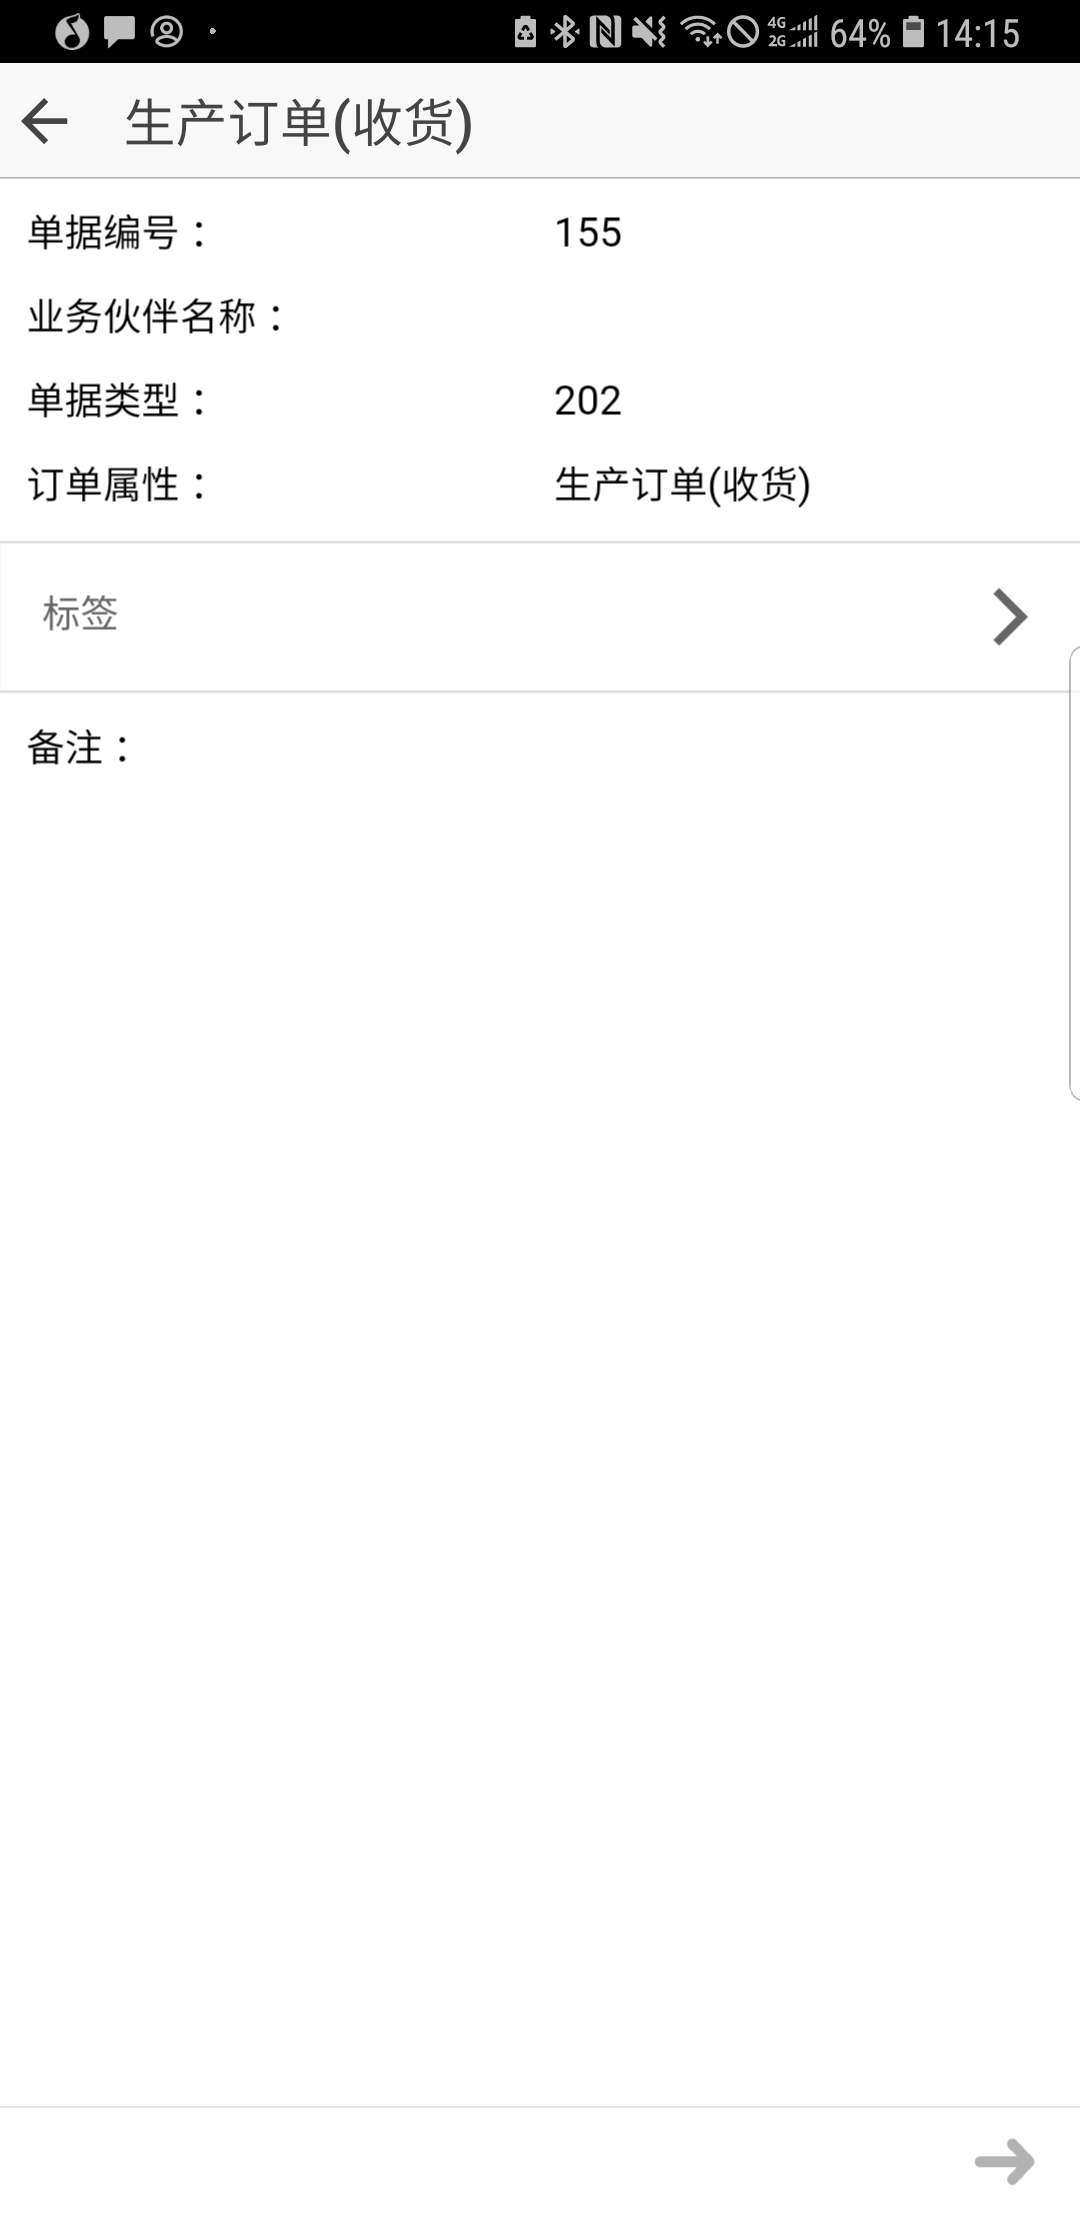 4G
2G
64%
14:15
生产订单(收货)
单据编号：
155
业务伙伴名称：
单据类型：
202
订单属性：
生产订单(收货)
标签
备注：